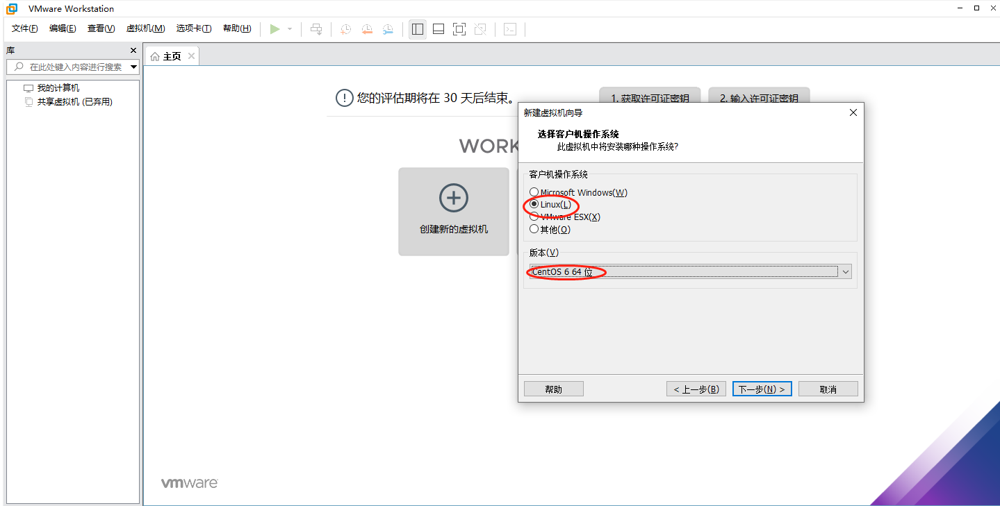 VMware Workstation
文件(F) 编辑(E) 查看(V) 虚拟机(M) 选项卡(T) 帮助(H)
库
在此处键入内容进行搜索
我的计算机
共享虚拟机 (已弃用)
主页
您的评估期将在 30 天后结束。
1. 获取许可证密钥
2. 输入许可证密钥
WORK
创建新的虚拟机
新建虚拟机向导
选择客户机操作系统
此虚拟机中将安装哪种操作系统?
客户机操作系统
Microsoft Windows(W)
Linux(L)
VMware ESX(X)
其他(O)
版本(V)
CentOS 6 64 位
帮助
< 上一步(B)
下一步(N) >
取消
vmware